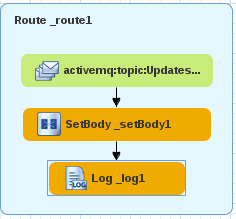 Route _route1
activemq:topic:Updates...
SetBody _setBody1
LOG
Log _log1